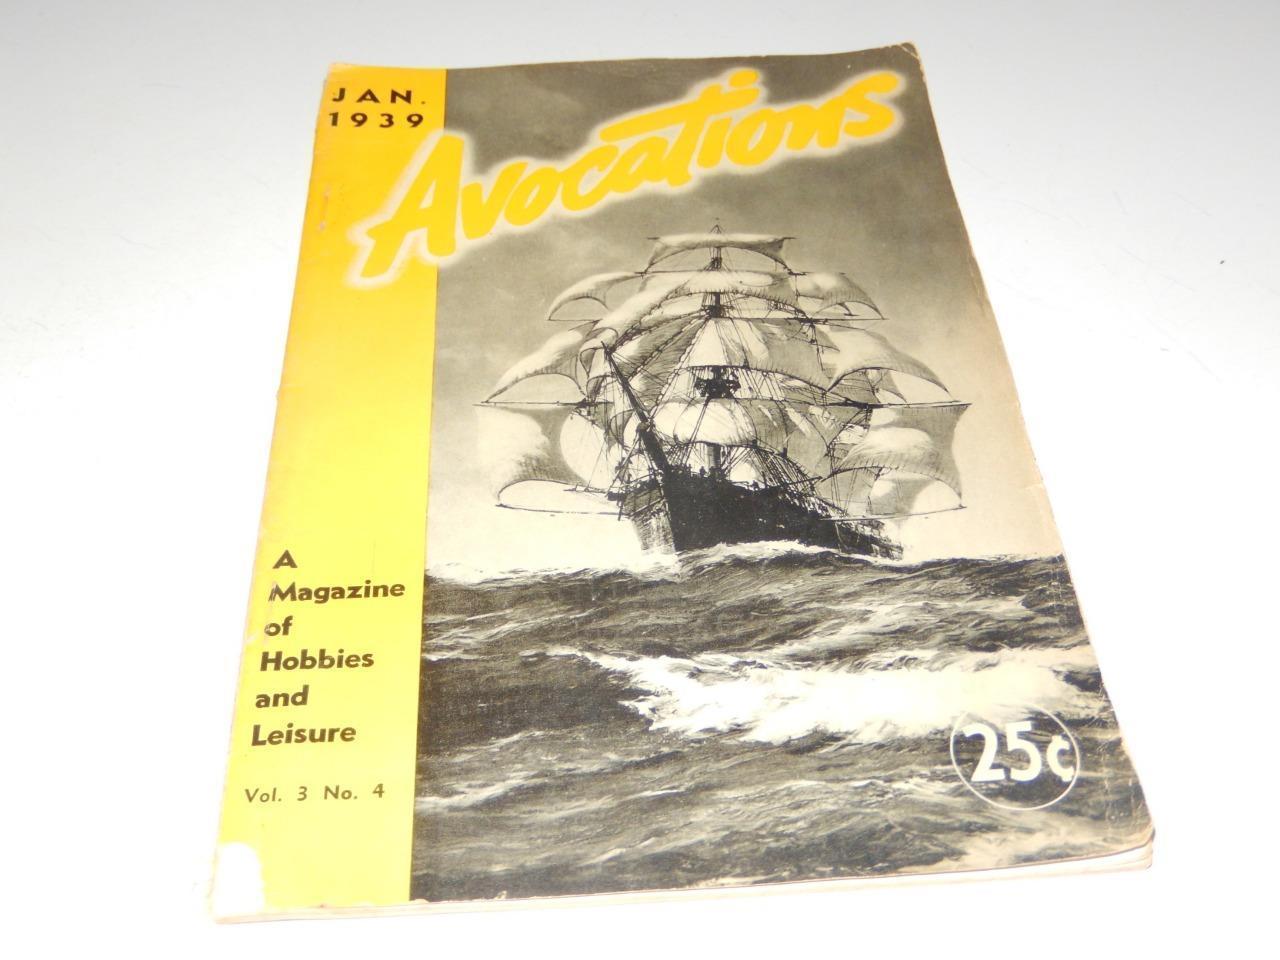 JAN.
1939
Avocations
A
Magazine
of
Hobbies
and
Leisure
Vol. 3 No. 4
25¢